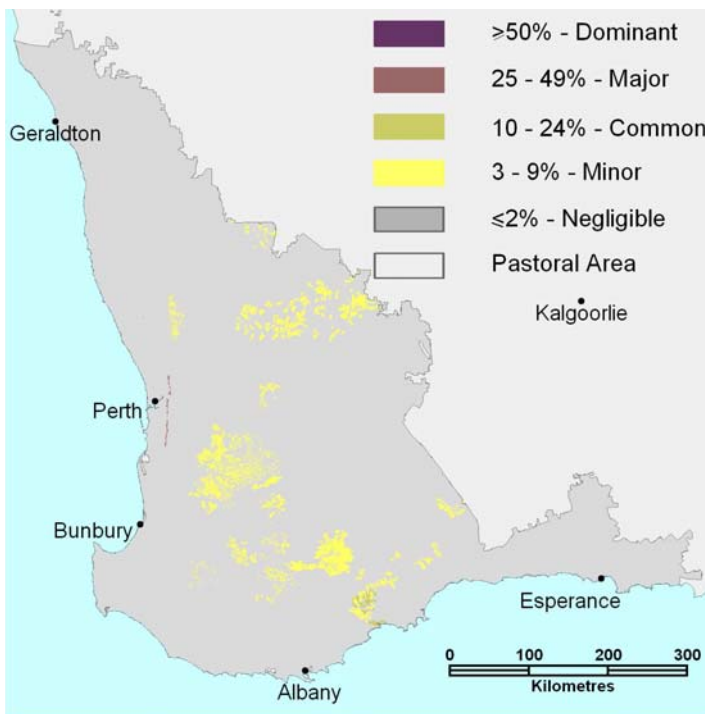 ⩾50% - Dominant
25 - 49% - Major
Geraldton
10 - 24% - Common
3 - 9% - Minor
⩽2% - Negligible
Pastoral Area
Kalgoorlie
Perth
Bunbury
Esperance
Albany
0 100 200 300
Kilometres